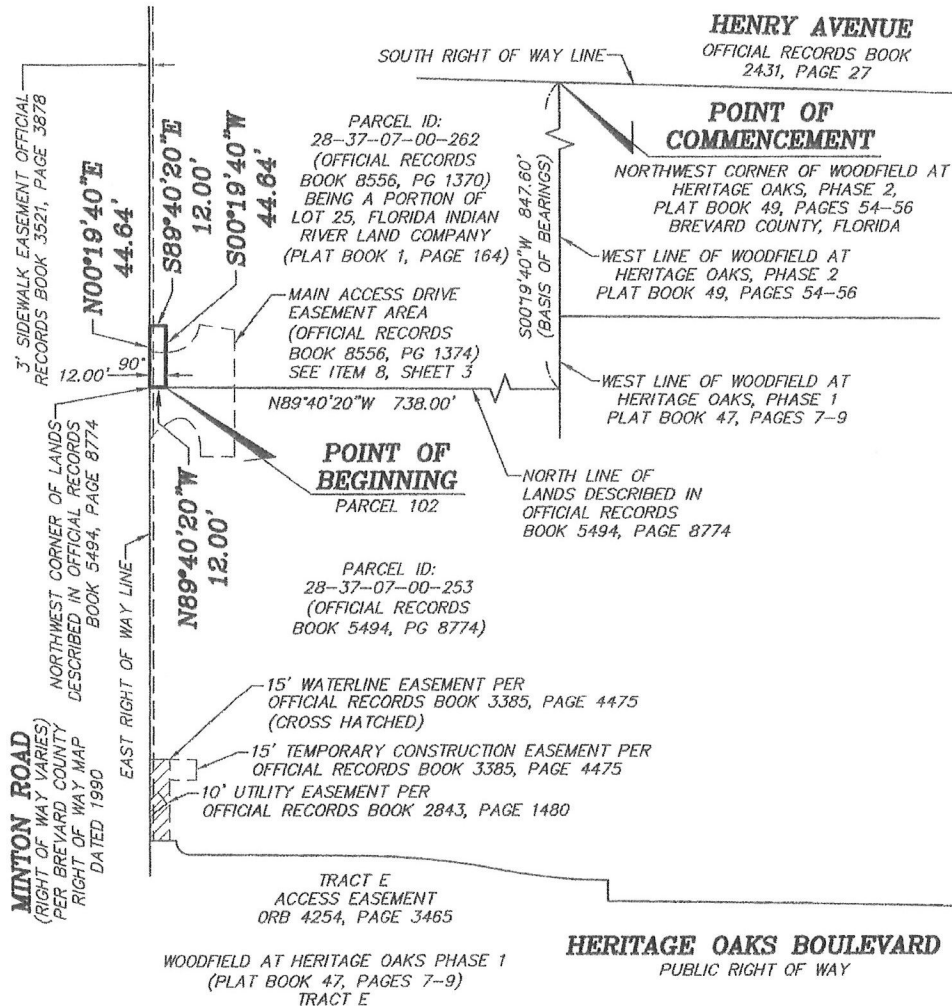 HENRY AVENUE
OFFICIAL RECORDS BOOK
2431, PAGE 27
SOUTH RIGHT OF WAY LINE
POINT OF
COMMENCEMENT
NORTHWEST CORNER OF WOODFIELD AT
HERITAGE OAKS, PHASE 2,
PLAT BOOK 49, PAGES 54-56
BREVARD COUNTY, FLORIDA
3' SIDEWALK EASEMENT OFFICIAL
RECORDS BOOK 3521, PAGE 3878
N00°19'40"E
44.64'
S89°40'20"E
12.00'
S00°19'40"W
44.64'
PARCEL ID:
28-37-07-00-262
(OFFICIAL RECORDS
BOOK 8556, PG 1370)
BEING A PORTION OF
LOT 25, FLORIDA INDIAN
RIVER LAND COMPANY
(PLAT BOOK 1, PAGE 164)
S00°19'40"W 847.60'
(BASIS OF BEARINGS)
WEST LINE OF WOODFIELD AT
HERITAGE OAKS, PHASE 2
PLAT BOOK 49, PAGES 54-56
MAIN ACCESS DRIVE
EASEMENT AREA
(OFFICIAL RECORDS
BOOK 8556, PG 1374)
SEE ITEM 8, SHEET 3
12.00'
90°
N89°40'20"W 738.00'
WEST LINE OF WOODFIELD AT
HERITAGE OAKS, PHASE 1
PLAT BOOK 47, PAGES 7-9
POINT OF
BEGINNING
PARCEL 102
NORTH LINE OF
LANDS DESCRIBED IN
OFFICIAL RECORDS
BOOK 5494, PAGE 8774
NORTHWEST CORNER OF LANDS
DESCRIBED IN OFFICIAL RECORDS
BOOK 5494, PAGE 8774
N89°40'20"W
12.00'
EAST RIGHT OF WAY LINE
PARCEL ID:
28-37-07-00-253
(OFFICIAL RECORDS
BOOK 5494, PG 8774)
MINTON ROAD
(RIGHT OF WAY VARIES)
PER BREVARD COUNTY
RIGHT OF WAY MAP
DATED 1990
15' WATERLINE EASEMENT PER
OFFICIAL RECORDS BOOK 3385, PAGE 4475
(CROSS HATCHED)
15' TEMPORARY CONSTRUCTION EASEMENT PER
OFFICIAL RECORDS BOOK 3385, PAGE 4475
10' UTILITY EASEMENT PER
OFFICIAL RECORDS BOOK 2843, PAGE 1480
TRACT E
ACCESS EASEMENT
ORB 4254, PAGE 3465
WOODFIELD AT HERITAGE OAKS PHASE 1
(PLAT BOOK 47, PAGES 7-9)
TRACT E
HERITAGE OAKS BOULEVARD
PUBLIC RIGHT OF WAY